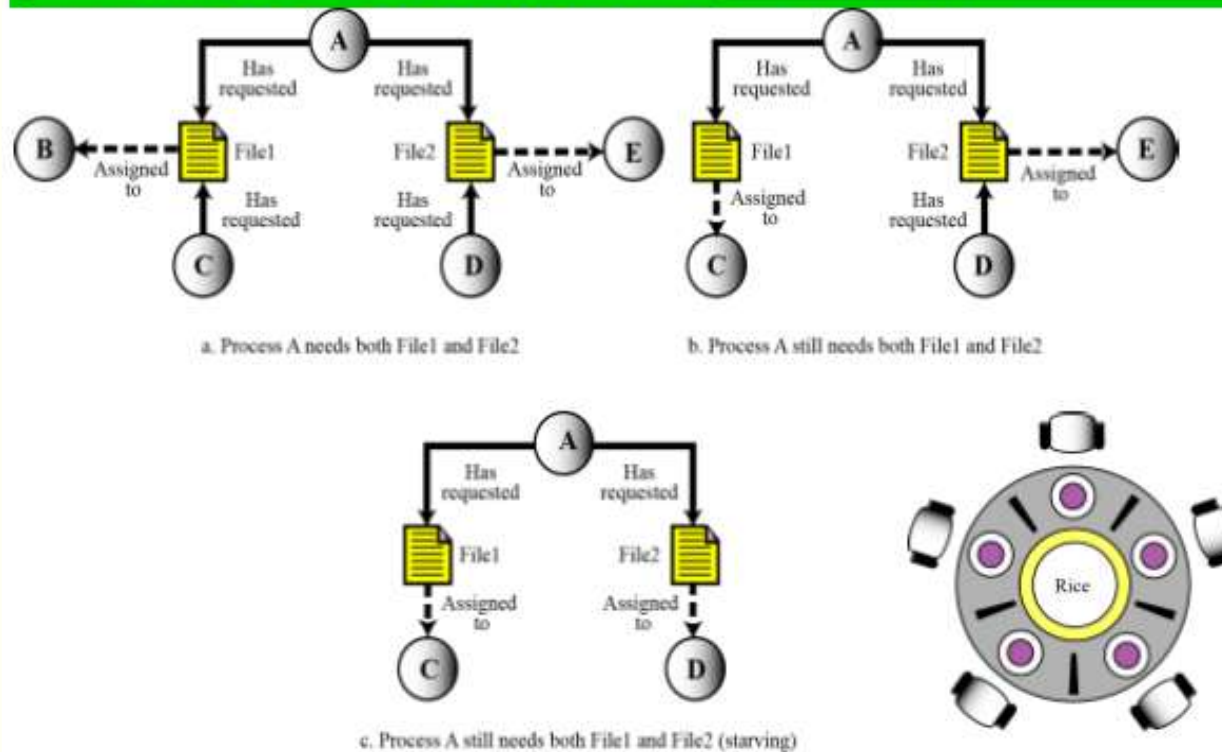 A
Has
requested
Has
requested
B
File1
File2
E
Assigned
to
Assigned
to
Has
requested
Has
requested
C
D
a. Process A needs both File1 and File2
A
Has
requested
Has
requested
File1
File2
E
Assigned
to
Assigned
to
Has
requested
C
D
b. Process A still needs both File1 and File2
A
Has
requested
Has
requested
File1
File2
Assigned
to
Assigned
to
C
D
c. Process A still needs both File1 and File2 (starving)
Rice